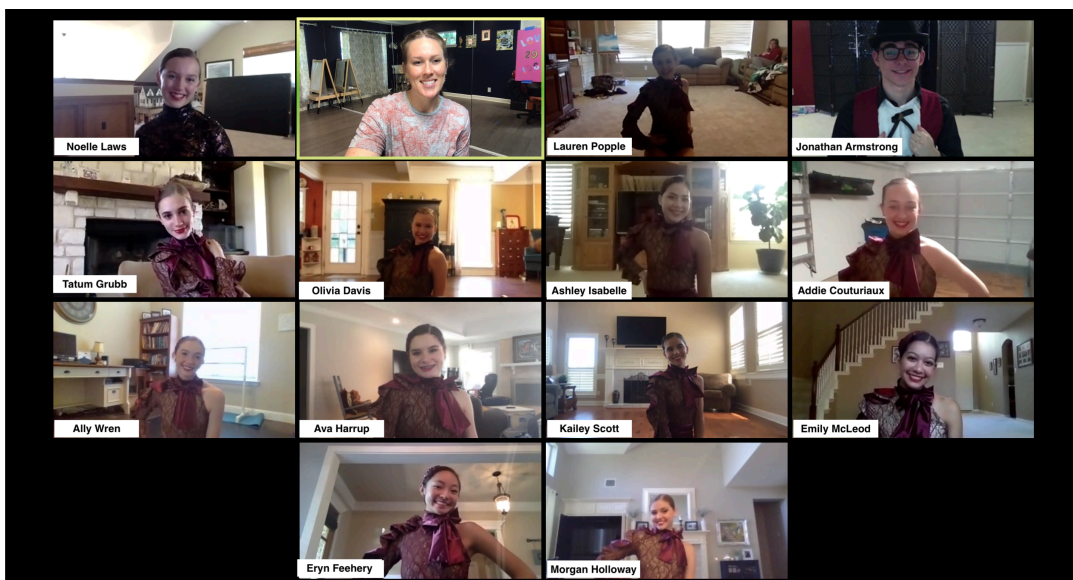 Noelle Laws
Lauren Popple
Jonathan Armstrong
Tatum Grubb
Olivia Davis
Ashley Isabelle
Addie Couturiaux
Ally Wren
Ava Harrup
Kailey Scott
Emily McLeod
Eryn Feehery
Morgan Holloway